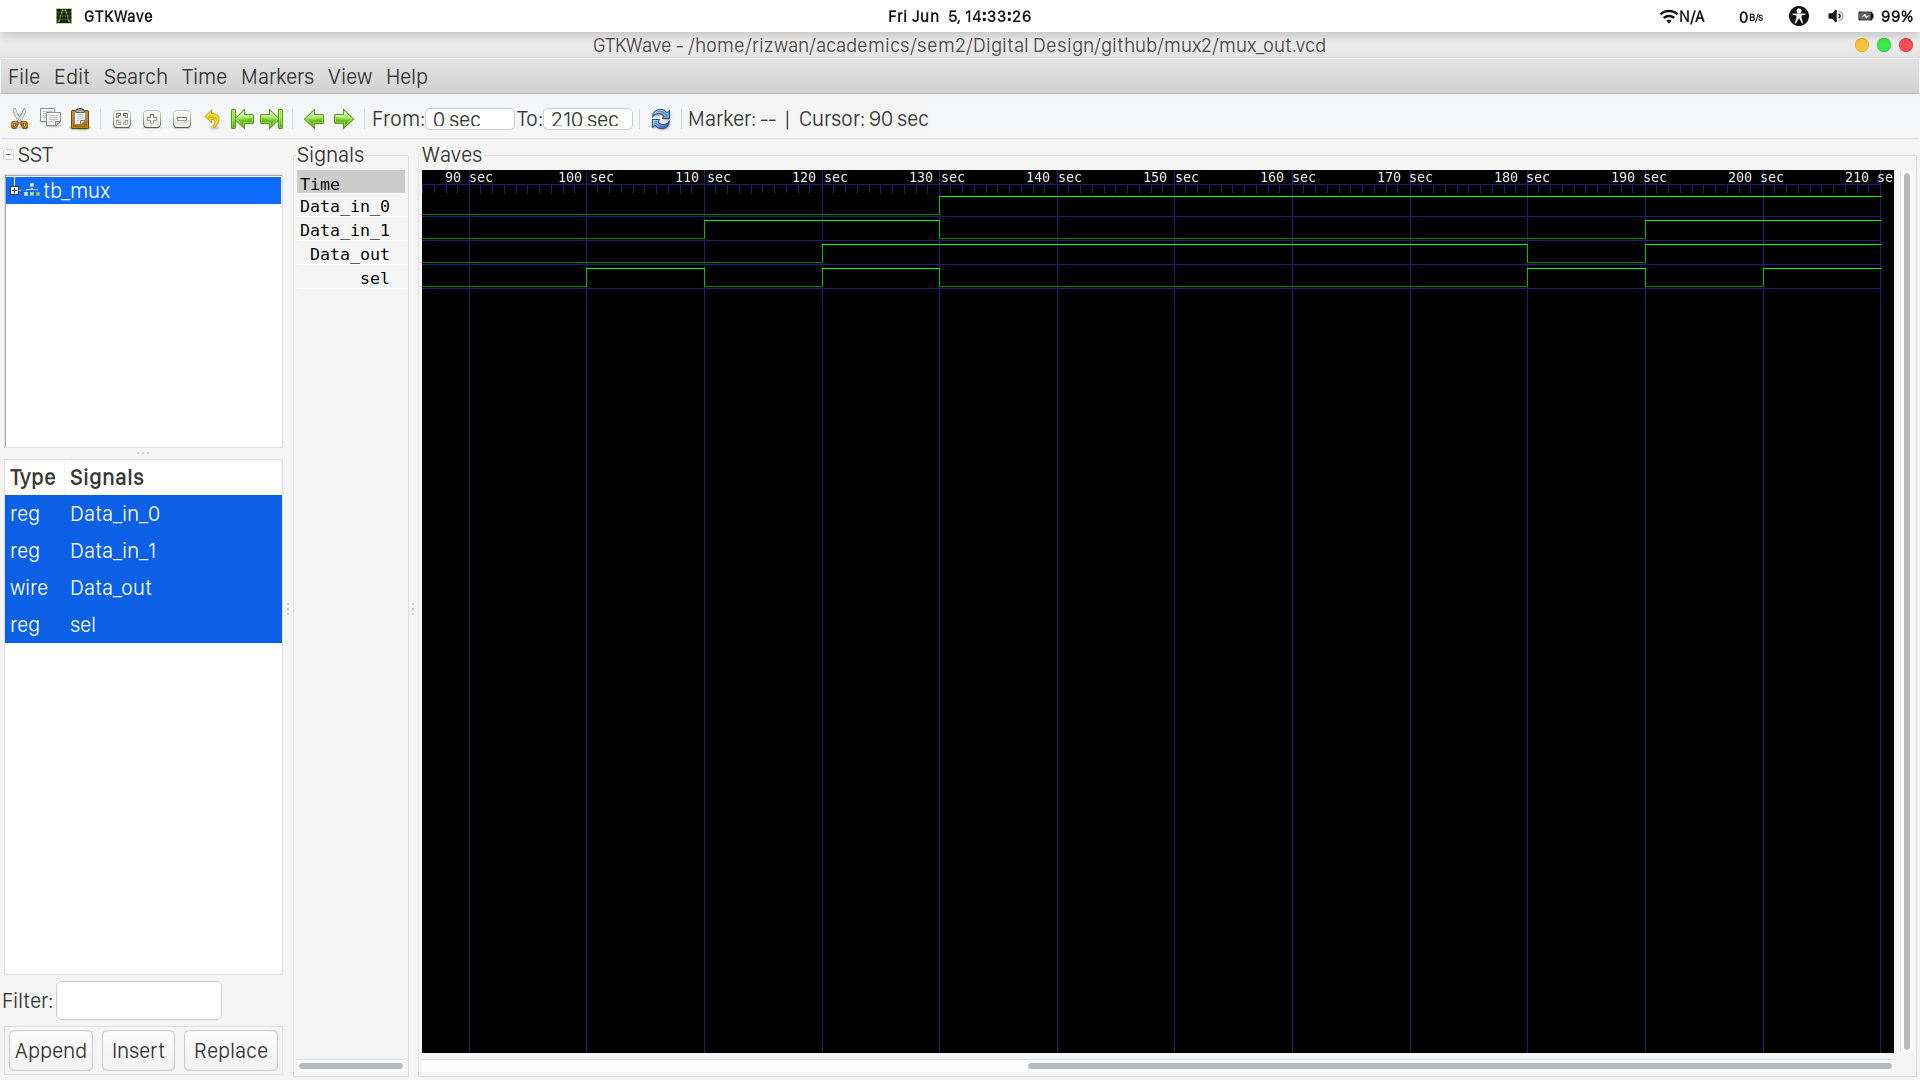 GTKWave
Fri Jun 5, 14:33:26
N/A
0B/s
99%
GTKWave - /home/rizwan/academics/sem2/Digital Design/github/mux2/mux_out.vcd
File Edit Search Time Markers View Help
From: 0 sec To: 210 sec Marker: -- | Cursor: 90 sec
SST
tb_mux
Type Signals
reg Data_in_0
reg Data_in_1
wire Data_out
reg sel
Filter:
Append Insert Replace
Signals
Time
Data_in_0
Data_in_1
Data_out
sel
Waves
90 sec 100 sec 110 sec 120 sec 130 sec 140 sec 150 sec 160 sec 170 sec 180 sec 190 sec 200 sec 210 se